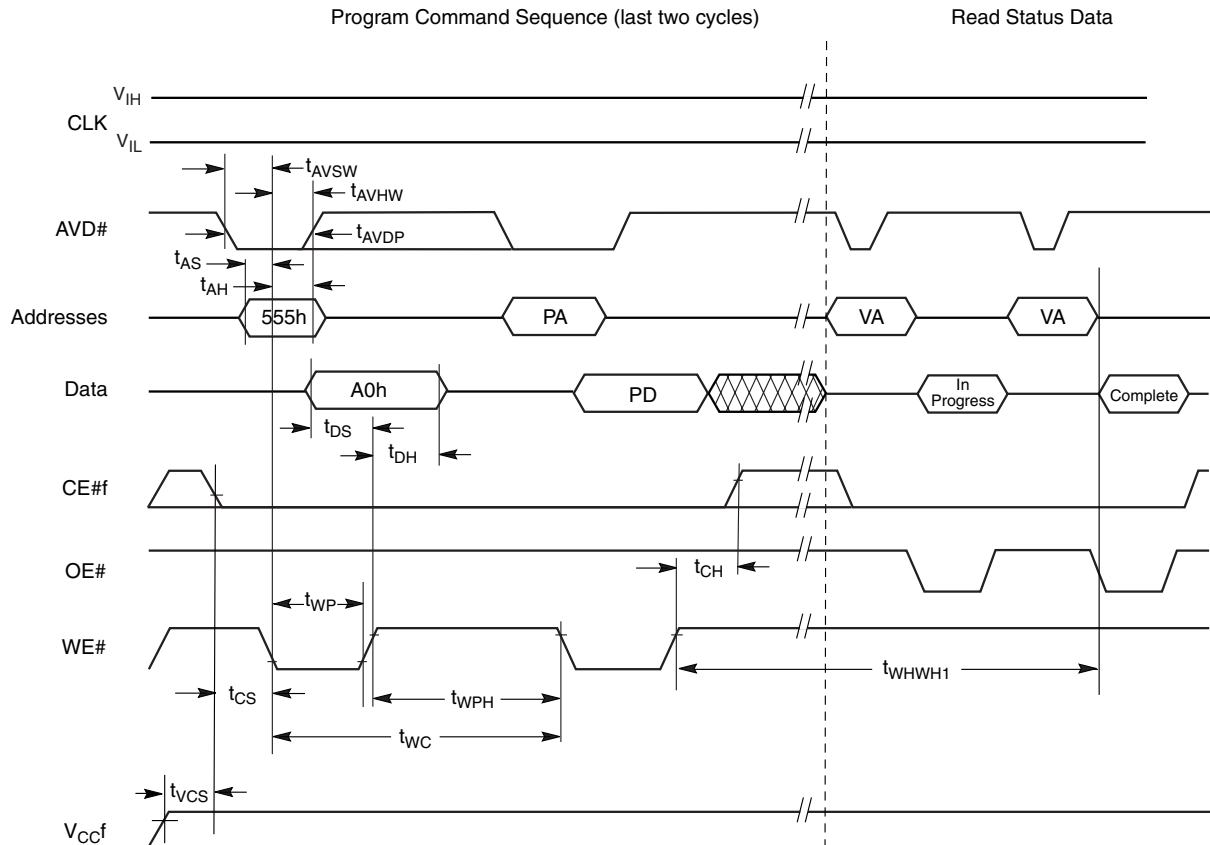 Program Command Sequence (last two cycles) Read Status Data
VIH
CLK
VIL
tAVSW
tAVHW
AVD#
tAVDP
tAS
tAH
Addresses 555h PA VA VA
Data A0h PD In Progress Complete
tDS
tDH
CE#f
OE#
tCH
tWP
WE#
tWHWH1
tCS
tWPH
tWC
tVCS
VCCf